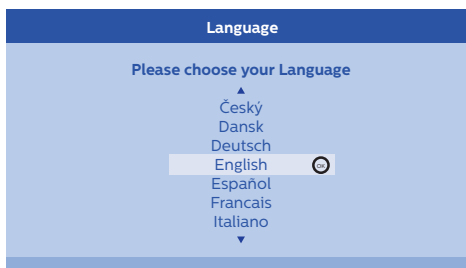 Language
Please choose your Language
Český
Dansk
Deutsch
English OK
Español
Francais
Italiano